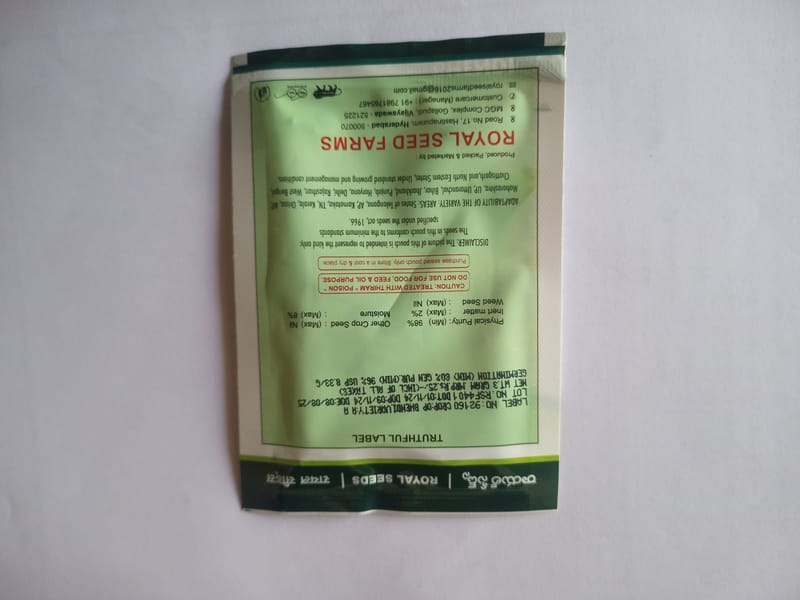 రాయల్ సీడ్స్ | ROYAL SEEDS | रायल सीड्स
TRUTHFUL LABEL
LABEL NO:92160 CROP:OP BHENDI,VARIETY:A A
LOT NO.RSF4401 DOT:01/11/24 DOP:09/11/24 DOE:08/08/25
NET WT.3 GRAM MRP.Rs.25/-(INCL OF ALL TAXES)
GERMINATION (MIN) 60% GEN PUR(MIN) 96% USP 8.33/G
Physical Purity: (Min) 98% Other Crop Seed : (Max) Nil
Inert matter : (Max) 2% Moisture : (Max) 8%
Weed Seed : (Max) Nil
CAUTION: TREATED WITH THIRAM " POISON "
DO NOT USE FOR FOOD, FEED & OIL PURPOSE
Purchase sealed pouch only. Store in a cool & dry place.
DISCLAIMER: The picture of this pouch is intended to represent the kind only.
The seeds in this pouch conforms to the minimum standards
specified under the seeds act, 1966.
ADAPTABILITY OF THE VARIETY: AREAS: States of Telangana, AP, Karnataka, TN, Kerala, Orissa, MP,
Maharashtra, UP, Uttaranchal, Bihar, Jharkhand, Punjab, Haryana, Delhi, Rajasthan, West Bengal,
Chattisgarh, and North Eastern States, Under standard growing and management conditions.
Produced, Packed & Marketed by :
ROYAL SEED FARMS
Road No.17, Hastinapuram, Hyderabad - 500070
MGC Complex, Gollapudi, Vijayawada - 521225
Customercare (Manager) : +91 7981765467
royalseedfarms2016@gmail.com